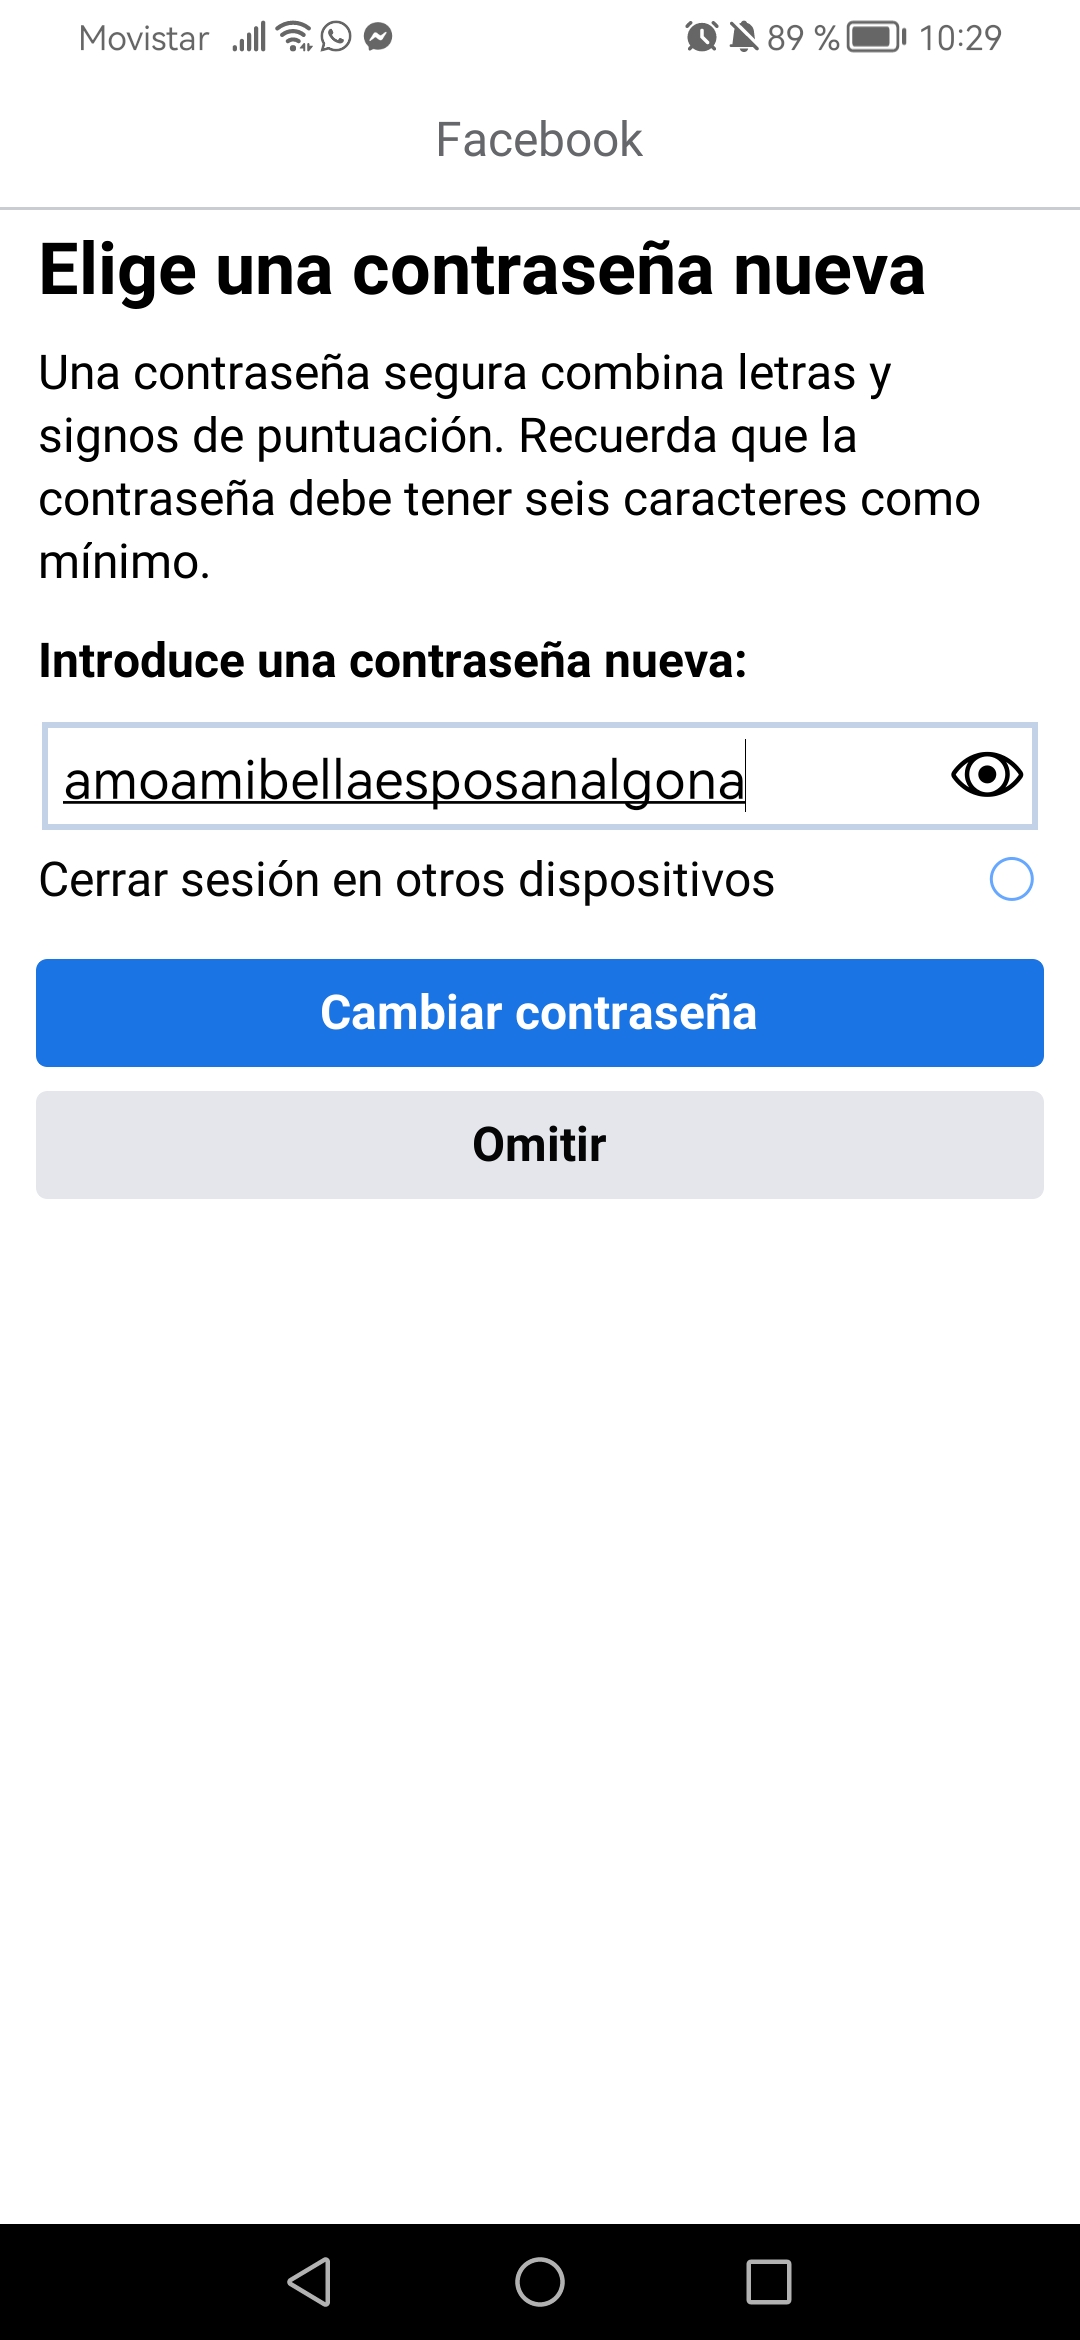 Movistar 89 % 10:29
Facebook
Elige una contraseña nueva
Una contraseña segura combina letras y
signos de puntuación. Recuerda que la
contraseña debe tener seis caracteres como
mínimo.
Introduce una contraseña nueva:
amoamibellaesposanalgona
Cerrar sesión en otros dispositivos
Cambiar contraseña
Omitir